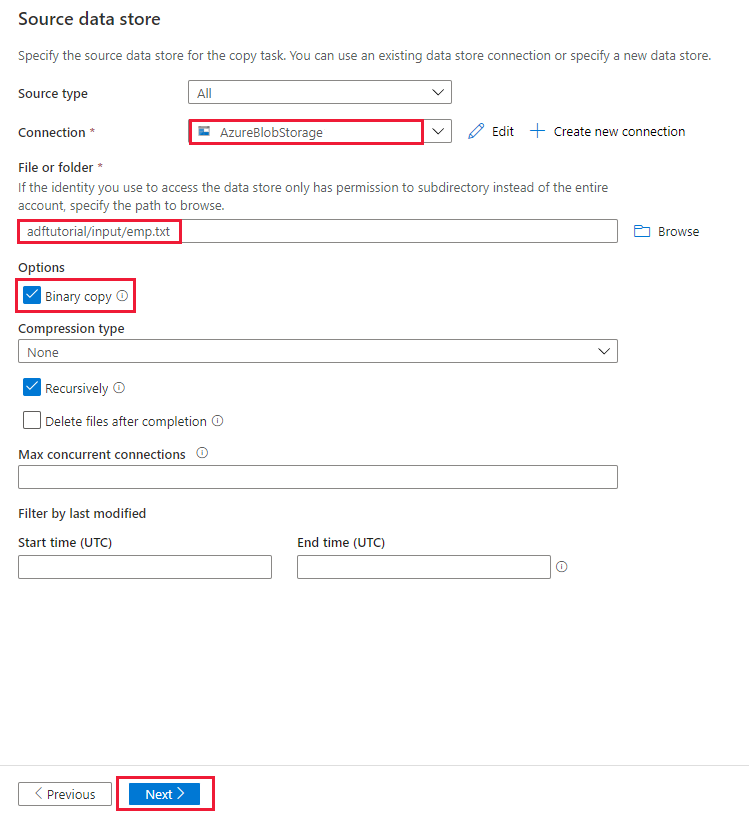 Source data store
Specify the source data store for the copy task. You can use an existing data store connection or specify a new data store.
Source type
All
Connection *
AzureBlobStorage
Edit
Create new connection
File or folder *
If the identity you use to access the data store only has permission to subdirectory instead of the entire
account, specify the path to browse.
adftutorial/input/emp.txt
Browse
Options
Binary copy
Compression type
None
Recursively
Delete files after completion
Max concurrent connections
Filter by last modified
Start time (UTC)
End time (UTC)
Previous
Next